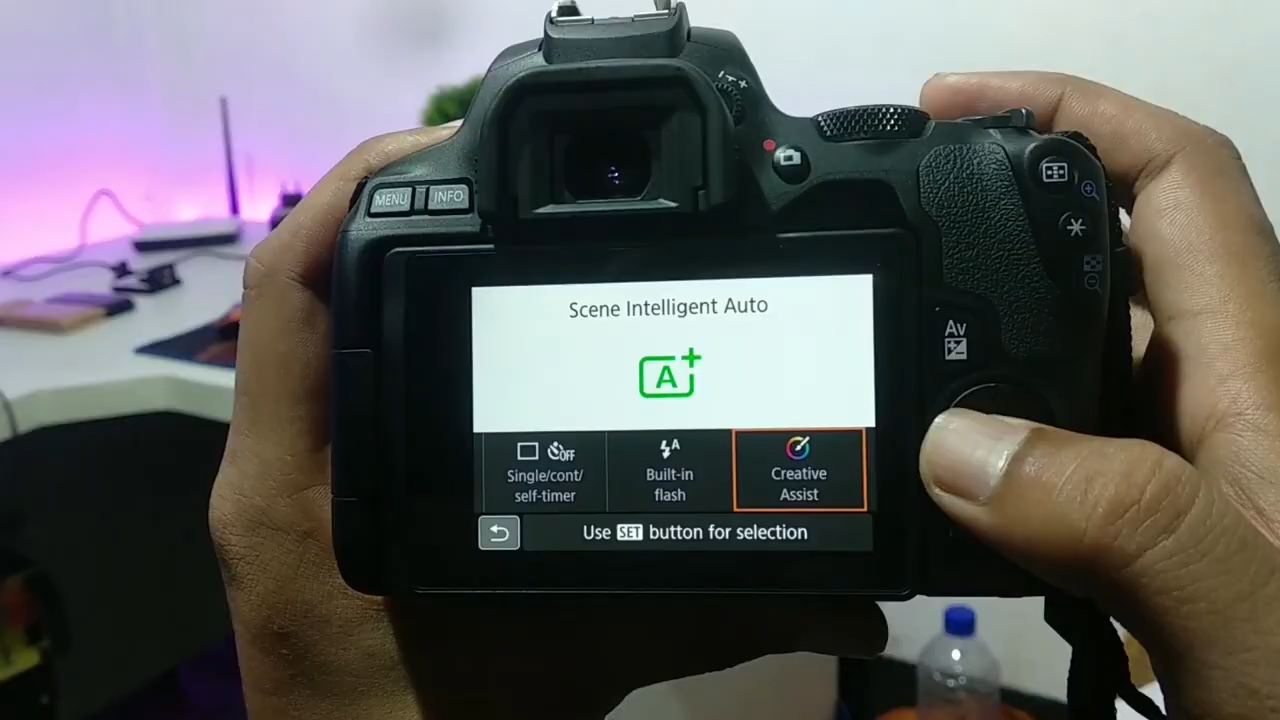 MENU
INFO
Scene Intelligent Auto
A+
Av
OFF
A
Single/cont/
self-timer
Built-in
flash
Creative
Assist
Use SET button for selection